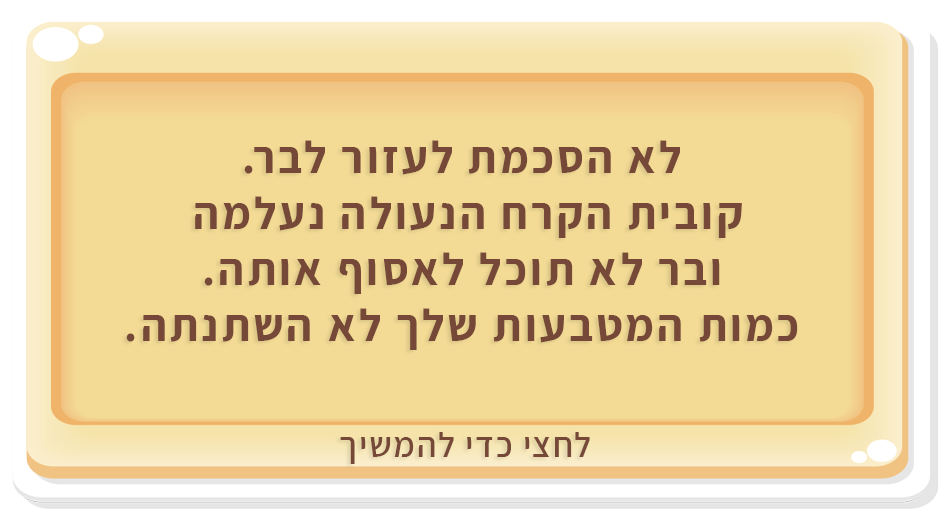 לא הסכמת לעזור לבר.
קובית הקרח הנעולה נעלמה
ובר לא תוכל לאסוף אותה.
כמות המטבעות שלך לא השתנתה.
לחצי כדי להמשיך